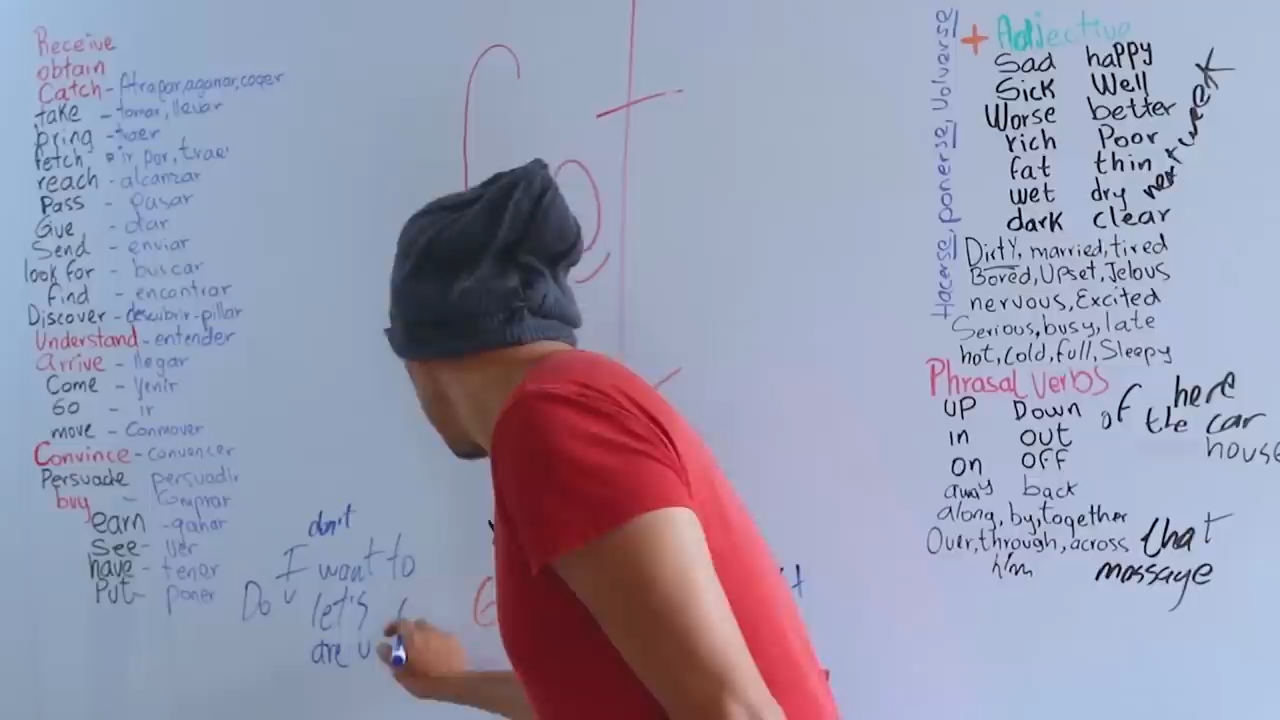 Receive
obtain
Catch - Atrapar, agarrar, coger
take - tomar, llevar
bring - traer
fetch ir por, traer
reach - alcanzar
Pass - pasar
Give - dar
Send - enviar
look for - buscar
find - encontrar
Discover - descubrir - pillar
Understand - entender
arrive - llegar
Come - Venir
Go - ir
move - Conmover
Convince - convencer
Persuade persuadir
buy - Comprar
earn - ganar
See - Ver
have - tener
Put - poner
don't
I want to
Do U let's
are U
G
Hacerse, ponerse, Volverse
+ Adjective
Sad happy
Sick Well
Worse better
rich Poor
fat thin
wet dry next week
dark clear
Dirty, married, tired
Bored, Upset, Jelous
nervous, Excited
Serious, busy, late
hot, Cold, full, Sleepy
Phrasal verbs
UP Down of here
in out the car
on OFF house
away back
along, by, together
Over, through, across that
him message